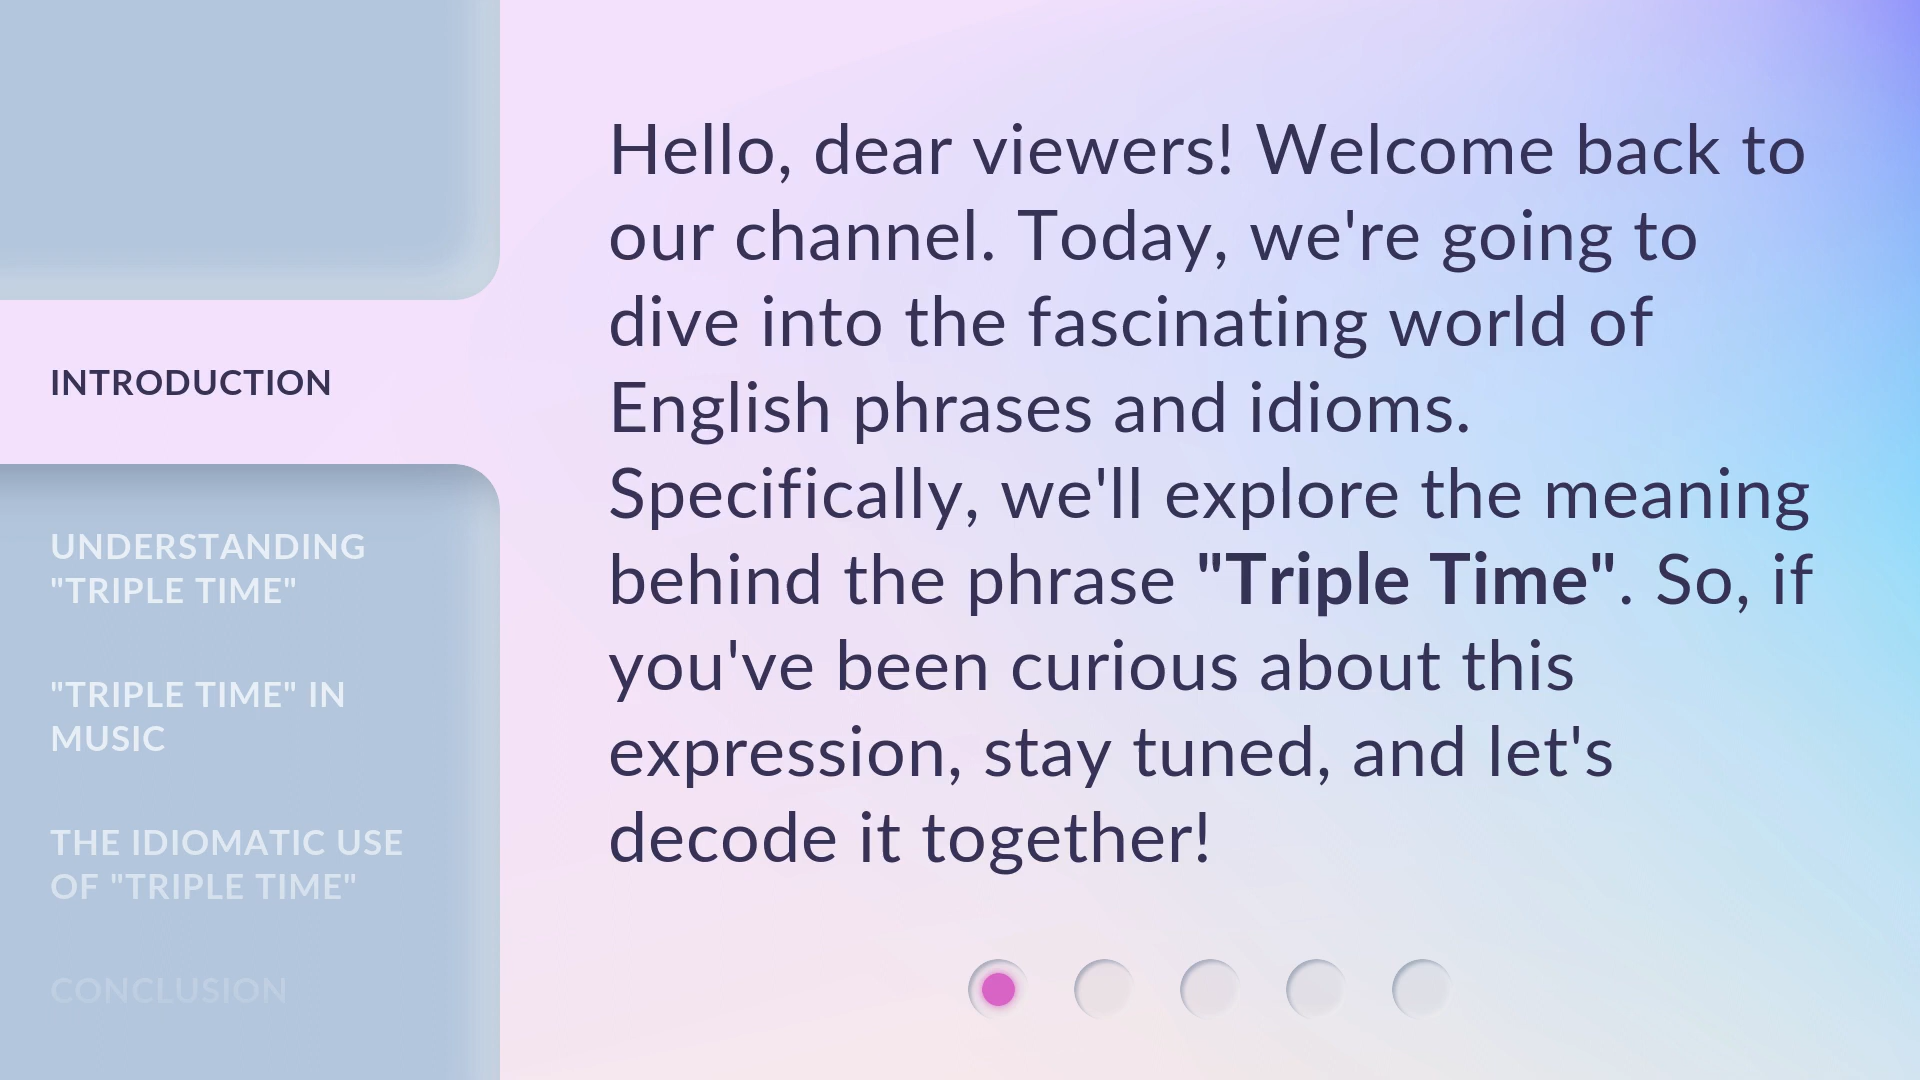 INTRODUCTION
UNDERSTANDING
"TRIPLE TIME"
"TRIPLE TIME" IN
MUSIC
THE IDIOMATIC USE
OF "TRIPLE TIME"
CONCLUSION
Hello, dear viewers! Welcome back to
our channel. Today, we're going to
dive into the fascinating world of
English phrases and idioms.
Specifically, we'll explore the meaning
behind the phrase "Triple Time". So, if
you've been curious about this
expression, stay tuned, and let's
decode it together!